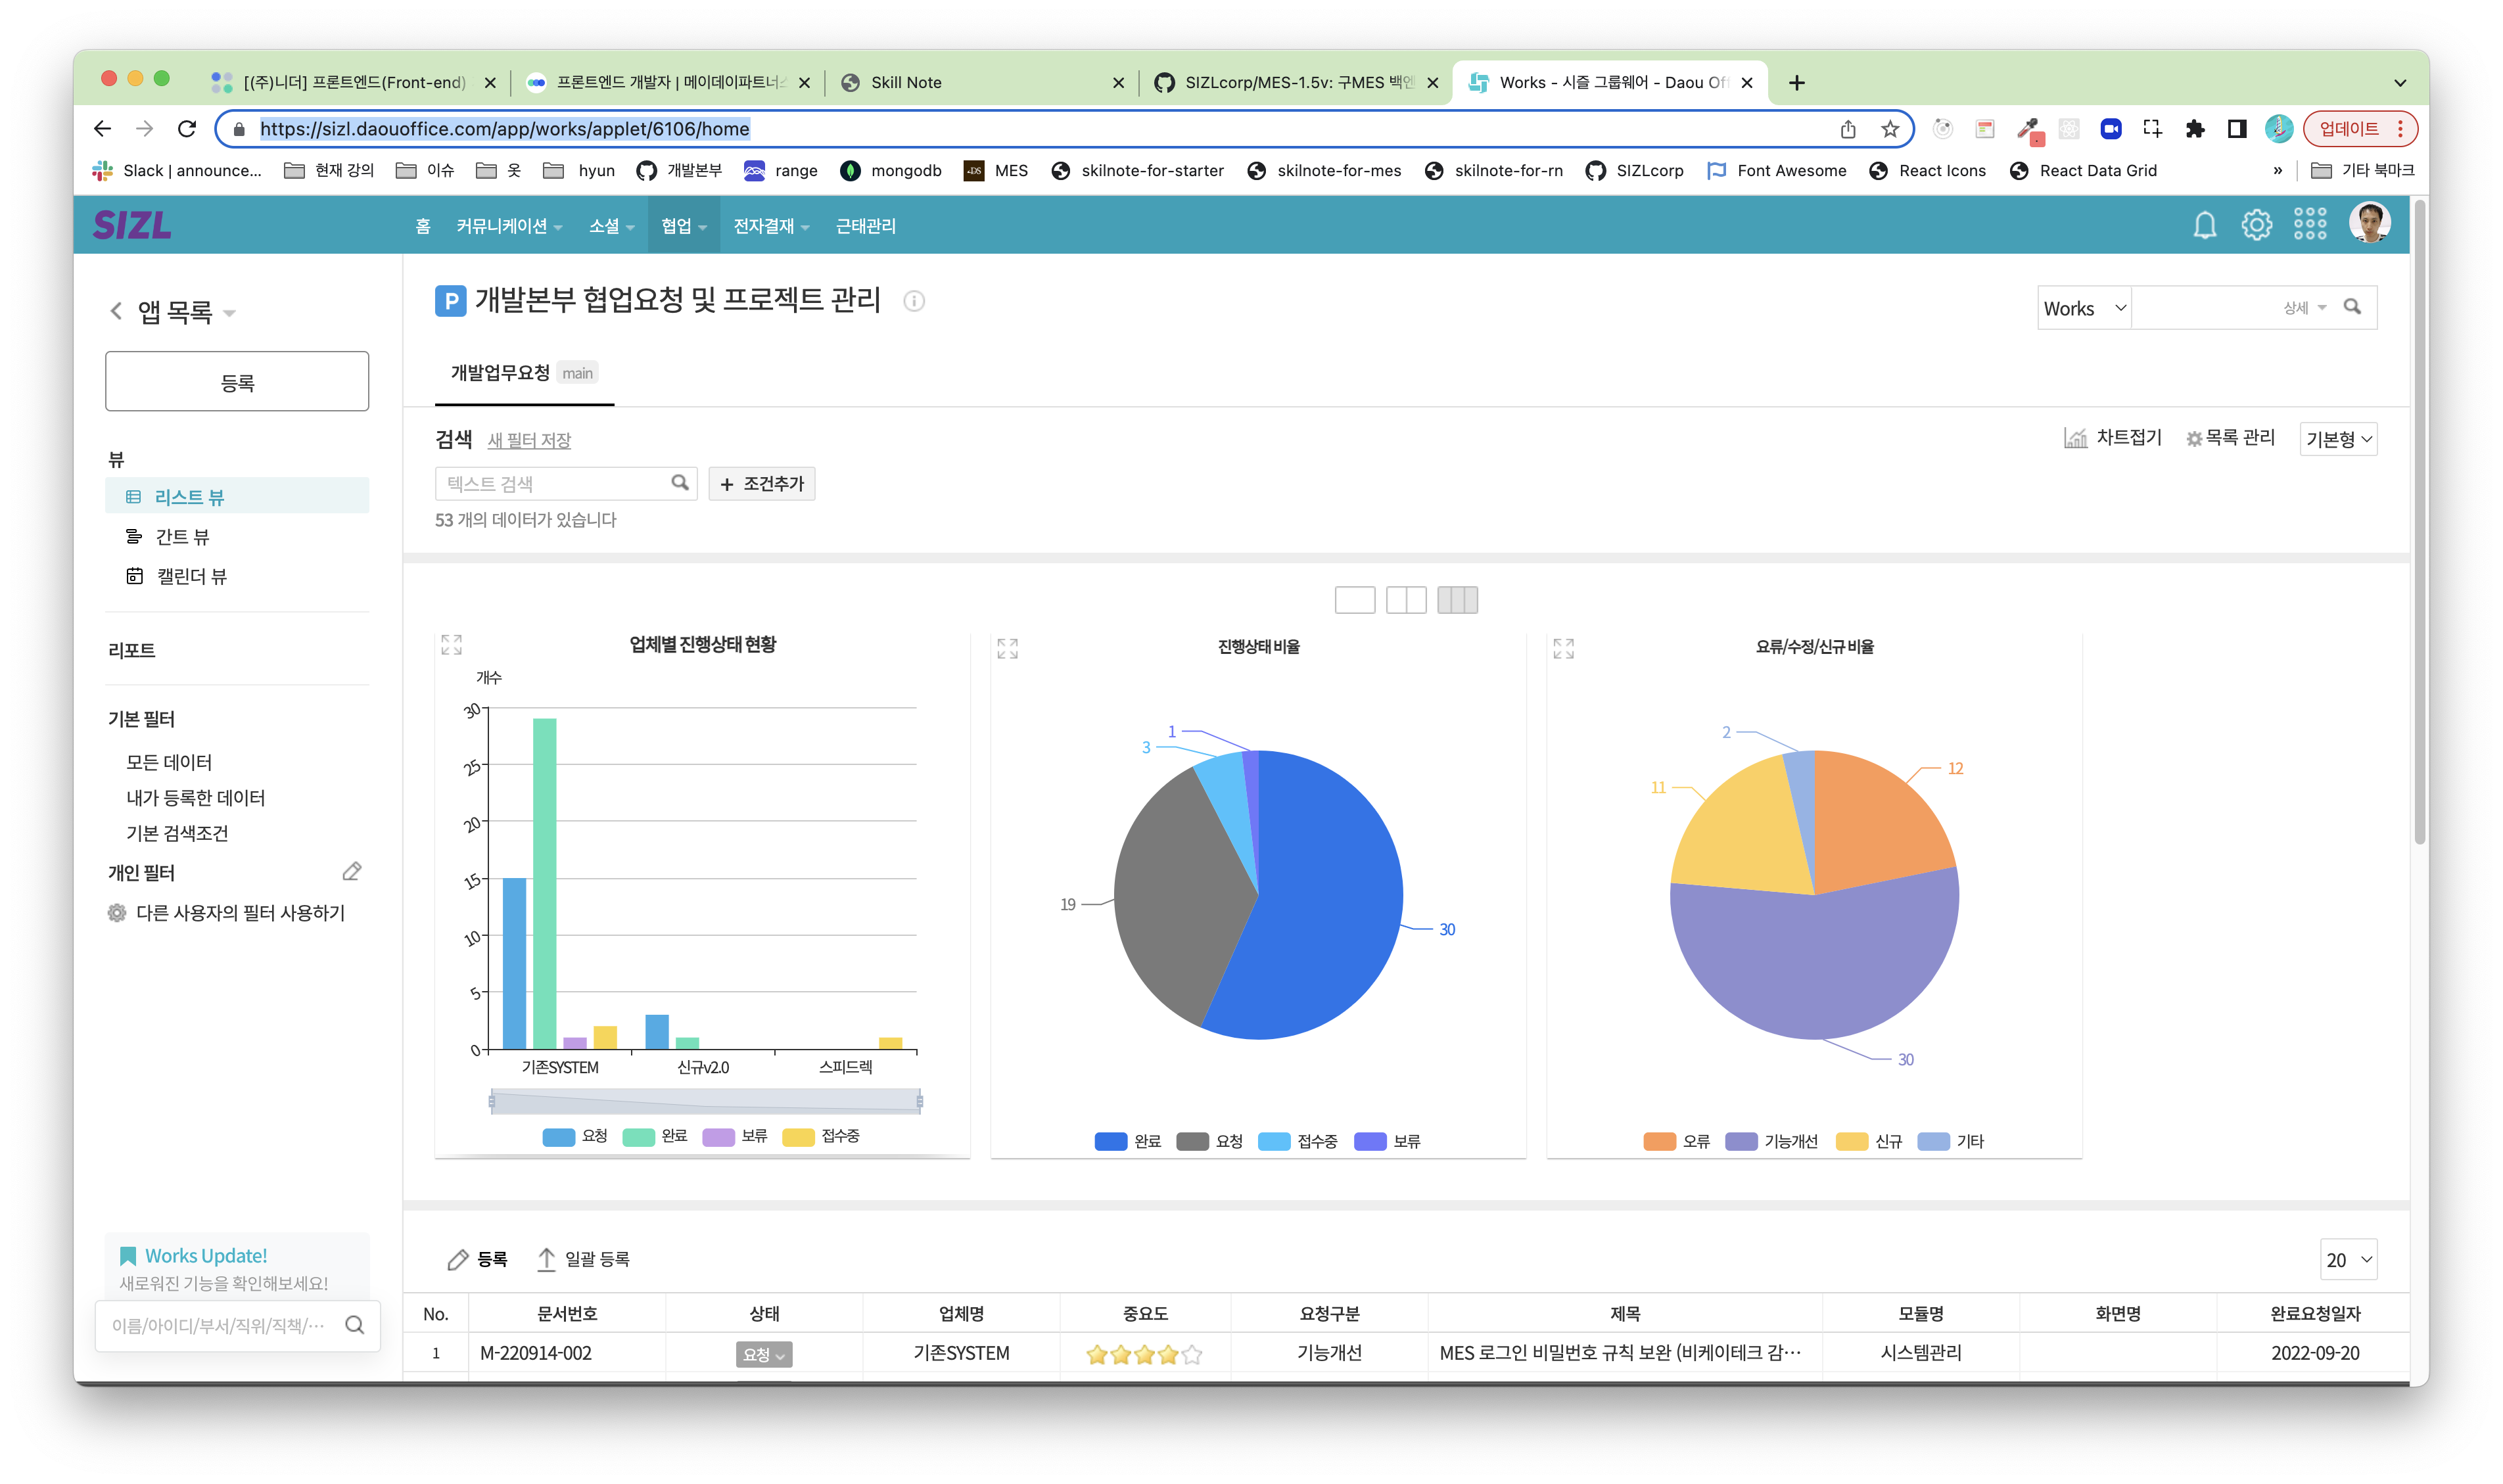 [(주)니더] 프론트엔드(Front-end)
프론트엔드 개발자 | 메이데이파트너스
Skill Note
SIZLcorp/MES-1.5v: 구MES 백엔
Works - 시즐 그룹웨어 - Daou Of
https://sizl.daouoffice.com/app/works/applet/6106/home
업데이트
Slack | announce...
현재 강의
이슈
옷
hyun
개발본부
range
mongodb
MES
skilnote-for-starter
skilnote-for-mes
skilnote-for-rn
SIZLcorp
Font Awesome
React Icons
React Data Grid
»
기타 북마크
SIZL
홈
커뮤니케이션
소셜
협업
전자결재
근태관리
앱 목록
등록
뷰
리스트 뷰
간트 뷰
캘린더 뷰
리포트
기본 필터
모든 데이터
내가 등록한 데이터
기본 검색조건
개인 필터
다른 사용자의 필터 사용하기
Works Update!
새로워진 기능을 확인해보세요!
이름/아이디/부서/직위/직책/···
P 개발본부 협업요청 및 프로젝트 관리
Works
상세
개발업무요청 main
검색 새 필터 저장
차트접기
목록 관리
기본형
텍스트 검색
+ 조건추가
53 개의 데이터가 있습니다
업체별 진행상태 현황
개수
30
25
20
15
10
5
0
기존SYSTEM 신규v2.0 스피드렉
요청 완료 보류 접수중
진행상태 비율
1
3
19
30
완료 요청 접수중 보류
요류/수정/신규 비율
2
12
11
30
오류 기능개선 신규 기타
등록 일괄 등록
20
No. 문서번호 상태 업체명 중요도 요청구분 제목 모듈명 화면명 완료요청일자
1 M-220914-002 요청 기존SYSTEM 기능개선 MES 로그인 비밀번호 규칙 보완 (비케이테크 감··· 시스템관리 2022-09-20